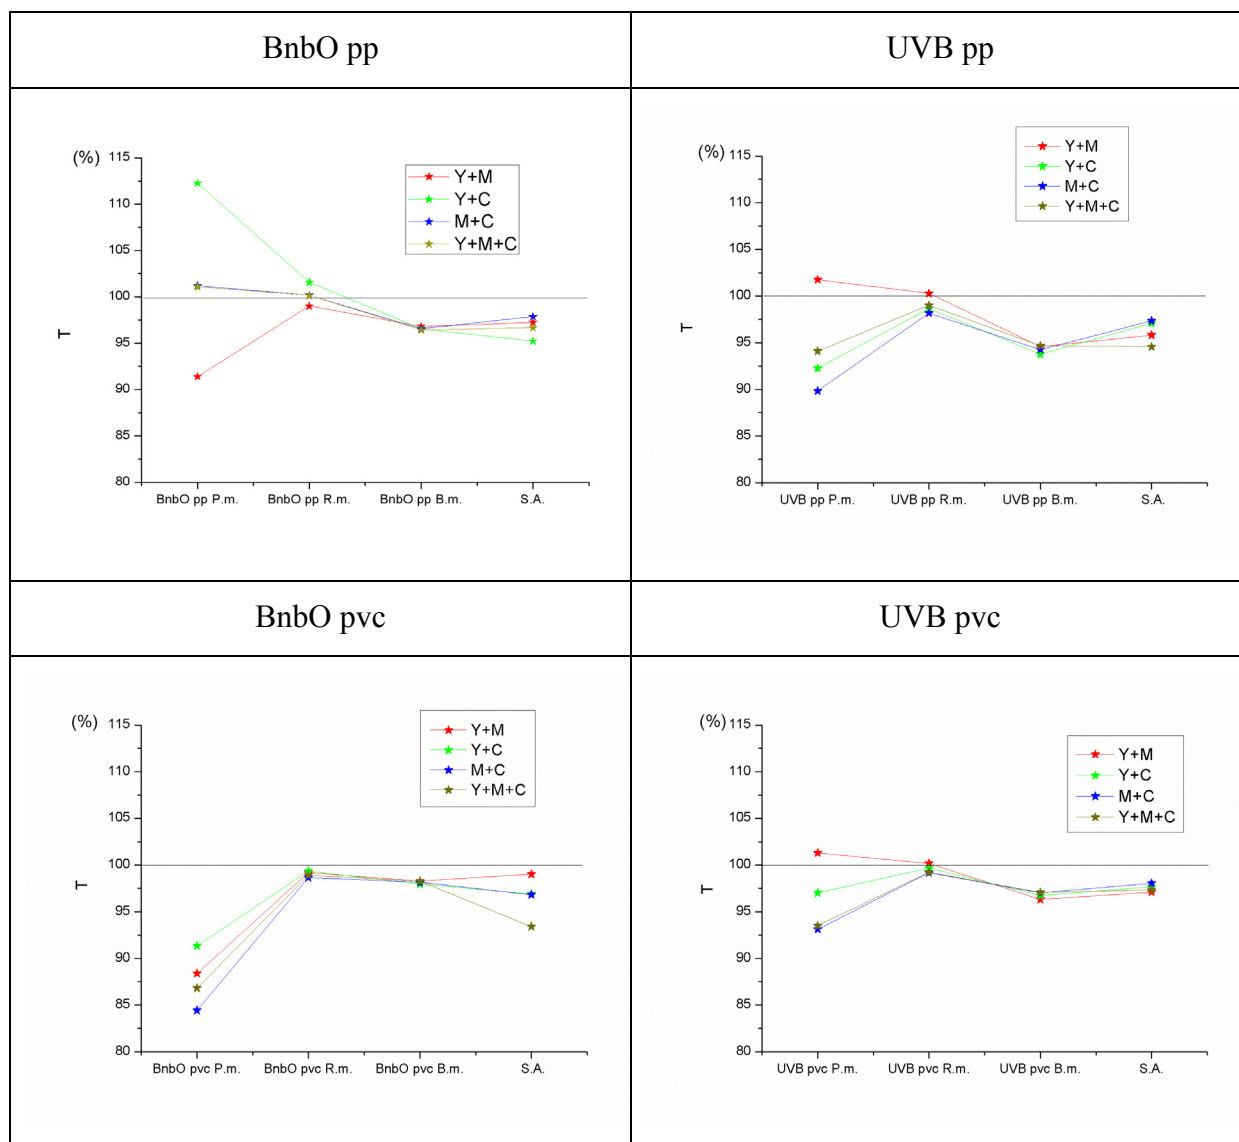 BnbO pp
UVB pp
(%)
115
110
105
100
95
90
85
80
T
Y+M
Y+C
M+C
Y+M+C
BnbO pp P.m.
BnbO pp R.m.
BnbO pp B.m.
S.A.
(%)
115
110
105
100
95
90
85
80
T
Y+M
Y+C
M+C
Y+M+C
UVB pp P.m.
UVB pp R.m.
UVB pp B.m.
S.A.
BnbO pvc
UVB pvc
(%)
115
110
105
100
95
90
85
80
T
Y+M
Y+C
M+C
Y+M+C
BnbO pvc P.m.
BnbO pvc R.m.
BnbO pvc B.m.
S.A.
(%)
115
110
105
100
95
90
85
80
T
Y+M
Y+C
M+C
Y+M+C
UVB pvc P.m.
UVB pvc R.m.
UVB pvc B.m.
S.A.